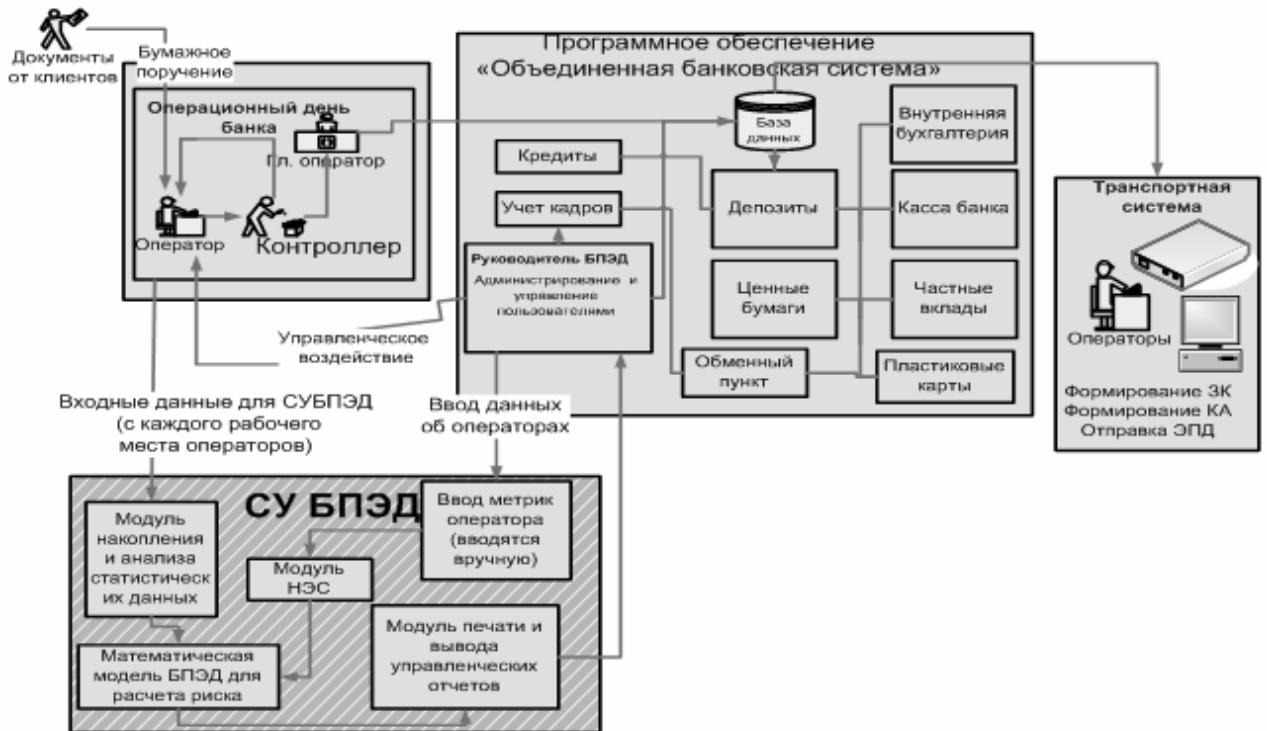 Документы
от клиентов
Бумажное
поручение
Операционный день
банка
Гл. оператор
Оператор
Контроллер
Управленческое
воздействие
Программное обеспечение
«Объединенная банковская система»
База
данных
Внутренняя
бухгалтерия
Кредиты
Учет кадров
Депозиты
Касса банка
Руководитель БПЭД
Администрирование и
управление
пользователями
Ценные
бумаги
Частные
вклады
Обменный
пункт
Пластиковые
карты
Транспортная
система
Операторы
Формирование ЗК
Формирование КА
Отправка ЭПД
Входные данные для СУБПЭД
(с каждого рабочего
места операторов)
Ввод данных
об операторах
СУ БПЭД
Модуль
накопления
и анализа
статистическ
их данных
Модуль
НЭС
Ввод метрик
оператора
(вводятся
вручную)
Математическая
модель БПЭД для
расчета риска
Модуль печати и
вывода
управленческих
отчетов